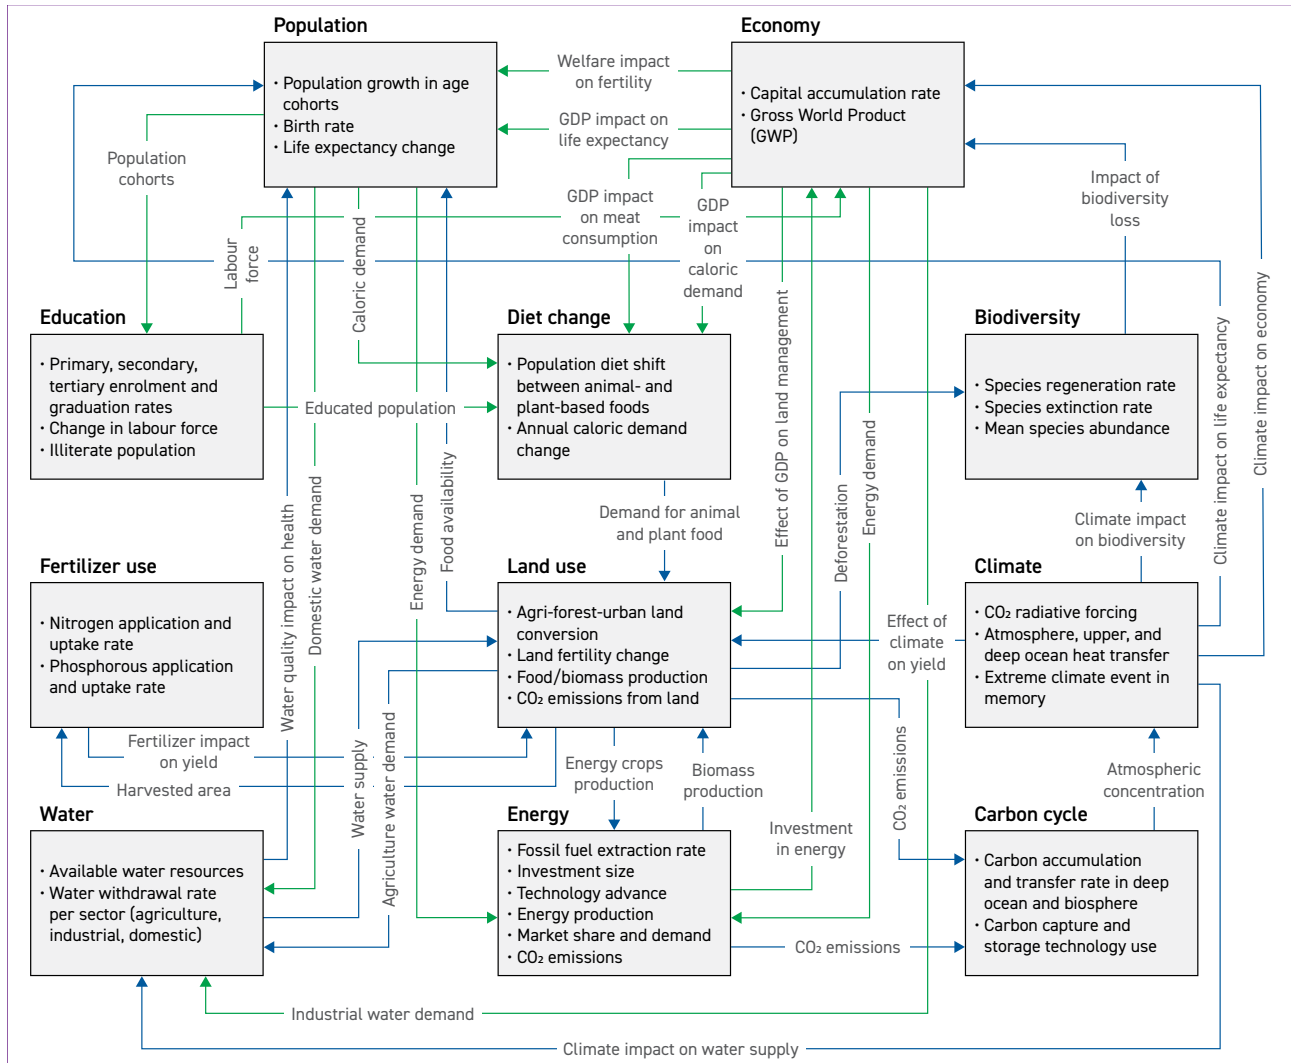 Population
Economy
· Population growth in age
cohorts
· Birth rate
· Life expectancy change
Welfare impact
on fertility
GDP impact on
life expectancy
· Capital accumulation rate
· Gross World Product
(GWP)
Population
cohorts
Labour
force
Caloric demand
GDP impact
on meat
consumption
GDP
impact
on
caloric
demand
Impact of
biodiversity
loss
Climate impact on economy
Climate impact on life expectancy
Education
· Primary, secondary,
tertiary enrolment and
graduation rates
· Change in labour force
· Illiterate population
Educated population
Diet change
· Population diet shift
between animal- and
plant-based foods
· Annual caloric demand
change
Biodiversity
· Species regeneration rate
· Species extinction rate
· Mean species abundance
Water quality impact on health
Domestic water demand
Energy demand
Food availability
Demand for animal
and plant food
Effect of GDP on land management
Deforestation
Energy demand
Climate impact
on biodiversity
Fertilizer use
· Nitrogen application and
uptake rate
· Phosphorous application
and uptake rate
Land use
· Agri-forest-urban land
conversion
· Land fertility change
· Food/biomass production
· CO₂ emissions from land
Effect of
climate
on yield
Climate
· CO₂ radiative forcing
· Atmosphere, upper, and
deep ocean heat transfer
· Extreme climate event in
memory
Fertilizer impact
on yield
Harvested area
Water supply
Agriculture water demand
Energy crops
production
Biomass
production
Investment
in energy
CO₂ emissions
Atmospheric
concentration
Water
· Available water resources
· Water withdrawal rate
per sector (agriculture,
industrial, domestic)
Energy
· Fossil fuel extraction rate
· Investment size
· Technology advance
· Energy production
· Market share and demand
· CO₂ emissions
CO₂ emissions
Carbon cycle
· Carbon accumulation
and transfer rate in deep
ocean and biosphere
· Carbon capture and
storage technology use
Industrial water demand
Climate impact on water supply